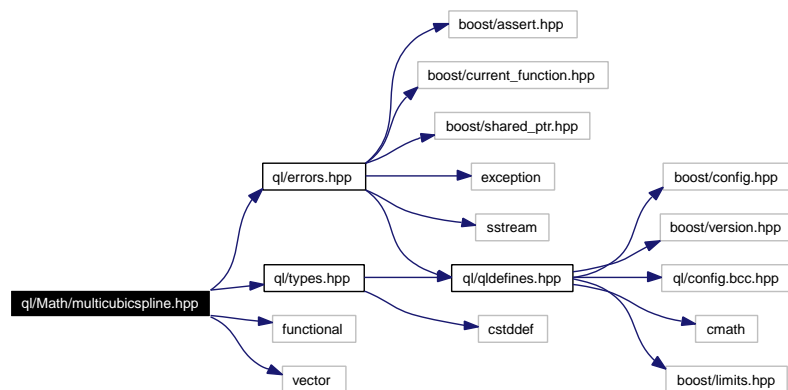 boost/assert.hpp
boost/current_function.hpp
boost/shared_ptr.hpp
ql/errors.hpp
exception
boost/config.hpp
sstream
boost/version.hpp
ql/types.hpp
ql/qldefines.hpp
ql/config.bcc.hpp
ql/Math/multicubicspline.hpp
functional
cstddef
cmath
vector
boost/limits.hpp